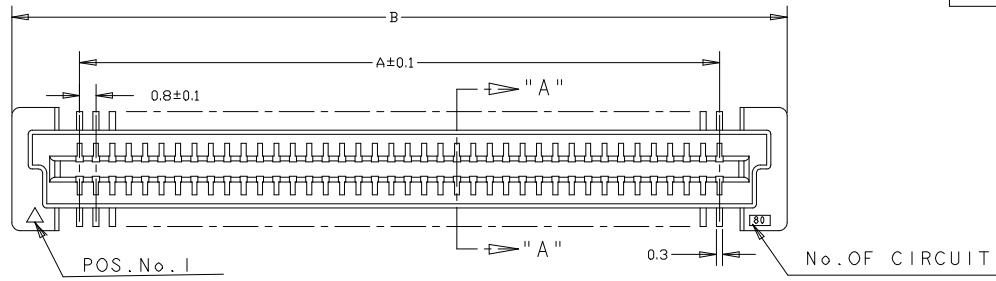 B
A±0.1
0.8±0.1
"A"
80
0.3
"A"
No.OF CIRCUIT
POS.No.1